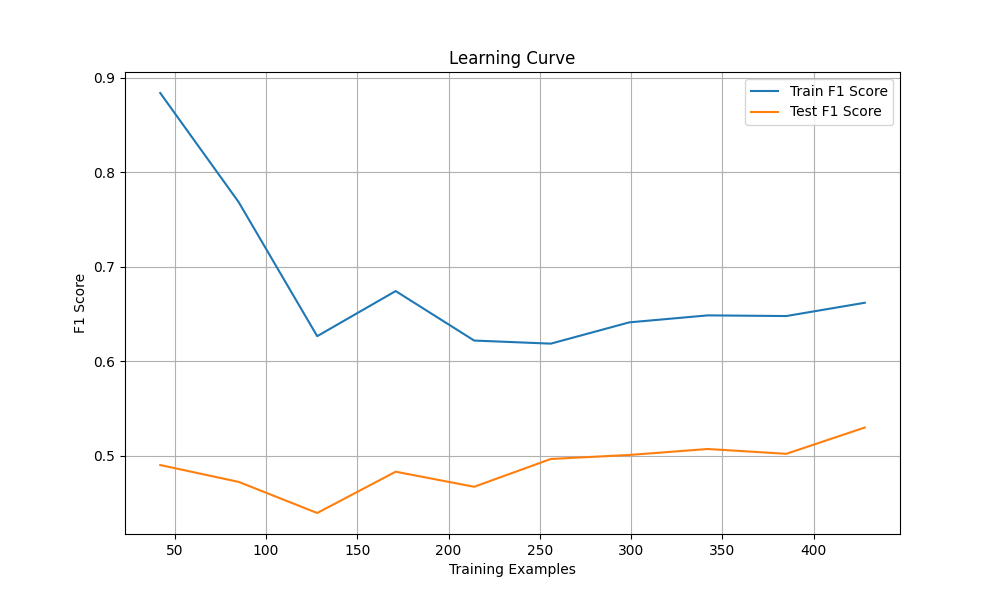 Learning Curve
Train F1 Score
Test F1 Score
0.9
0.8
0.7
0.6
0.5
F1 Score
50 100 150 200 250 300 350 400
Training Examples